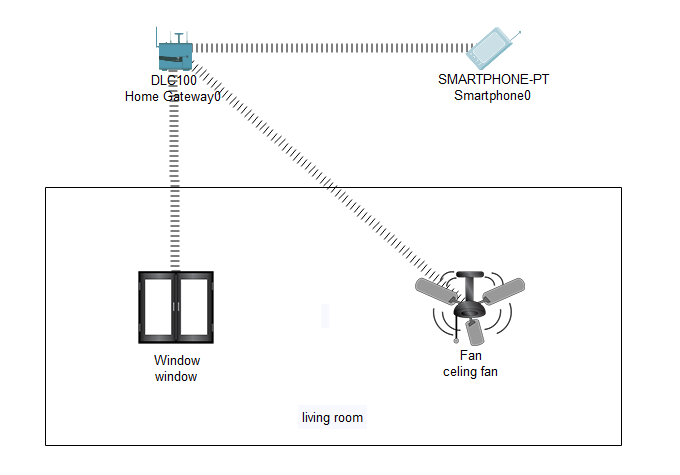 DLC100
Home Gateway0
SMARTPHONE-PT
Smartphone0
Window
window
Fan
celing fan
living room